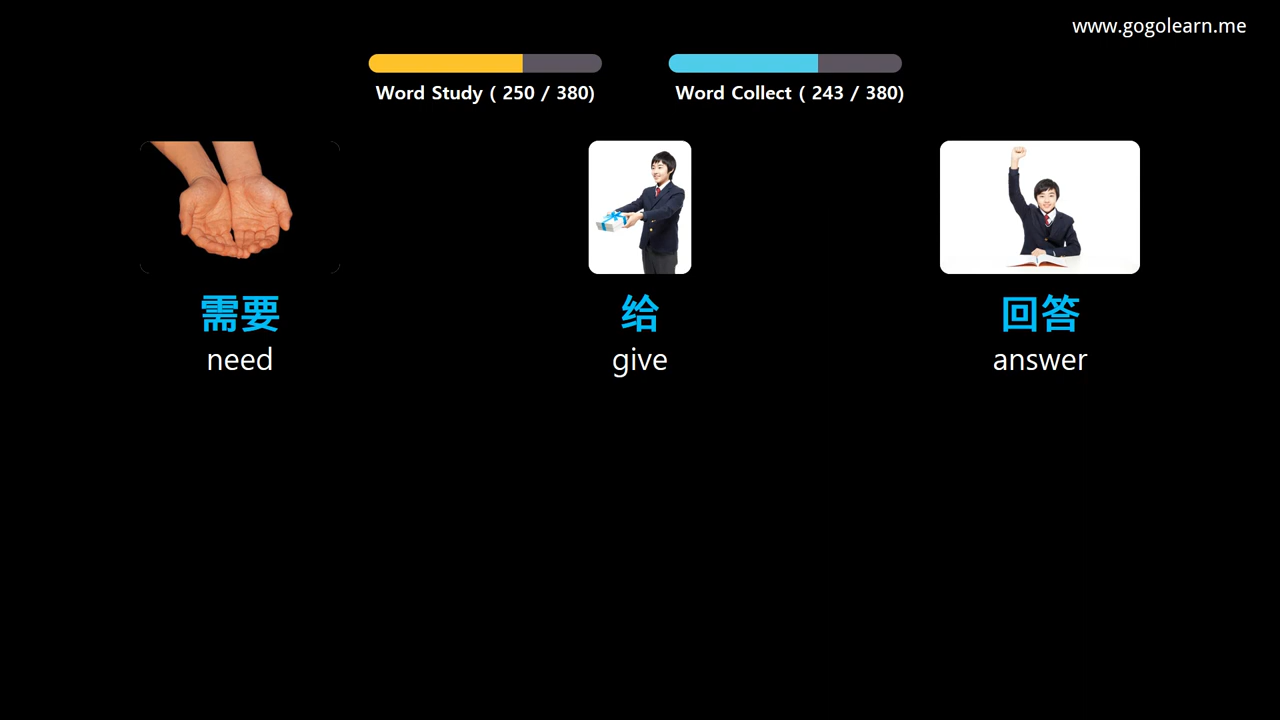 www.gogolearn.me
Word Study ( 250 / 380)
Word Collect ( 243 / 380)
需要
给
回答
need
give
answer